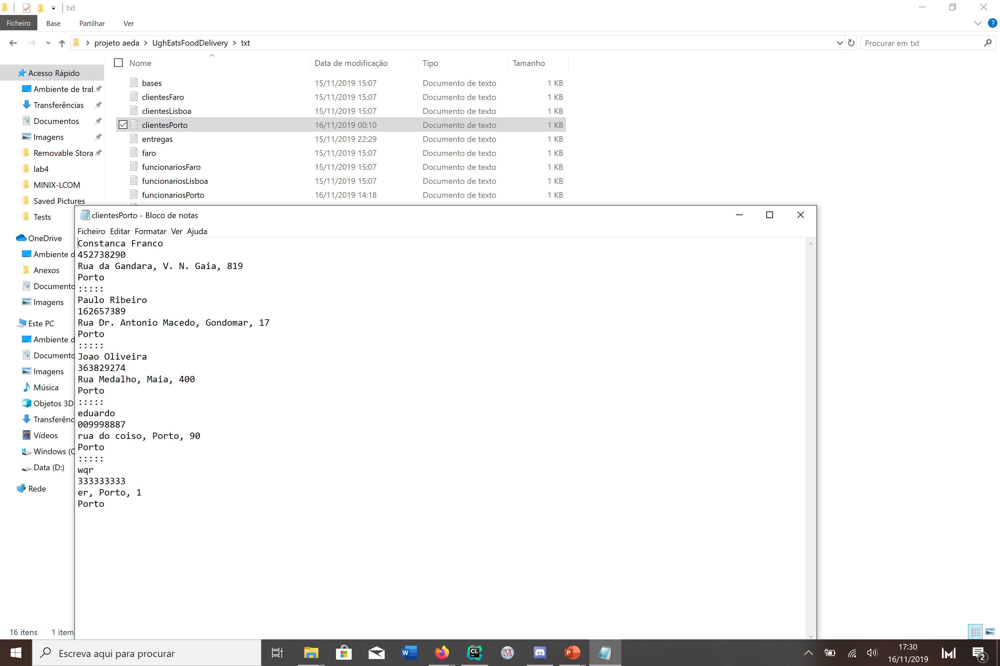 txt
Ficheiro Base Partilhar Ver
projeto aeda UghEatsFoodDelivery txt
Procurar em txt
Nome Data de modificação Tipo Tamanho
bases 15/11/2019 15:07 Documento de texto 1 KB
clientesFaro 15/11/2019 15:07 Documento de texto 1 KB
clientesLisboa 15/11/2019 15:07 Documento de texto 1 KB
clientesPorto 16/11/2019 00:10 Documento de texto 1 KB
entregas 15/11/2019 22:29 Documento de texto 1 KB
faro 15/11/2019 15:07 Documento de texto 1 KB
funcionariosFaro 15/11/2019 15:07 Documento de texto 1 KB
funcionariosLisboa 15/11/2019 15:07 Documento de texto 1 KB
funcionariosPorto 16/11/2019 14:18 Documento de texto 1 KB
Acesso Rápido
Ambiente de trat
Transferências
Documentos
Imagens
Removable Stora
lab4
MINIX-LCOM
Saved Pictures
Tests
OneDrive
Ambiente d
Anexos
Documento
Imagens
Este PC
Ambiente d
Documento
Imagens
Música
Objetos 3D
Transferênc
Vídeos
Windows (C
Data (D:)
Rede
16 itens 1 item
clientesPorto - Bloco de notas
Ficheiro Editar Formatar Ver Ajuda
Constanca Franco
452738290
Rua da Gandara, V. N. Gaia, 819
Porto
:::::
Paulo Ribeiro
162657389
Rua Dr. Antonio Macedo, Gondomar, 17
Porto
:::::
Joao Oliveira
363829274
Rua Medalho, Maia, 400
Porto
:::::
eduardo
009998887
rua do coiso, Porto, 90
Porto
:::::
wqr
333333333
er, Porto, 1
Porto
Escreva aqui para procurar
17:30
16/11/2019
2